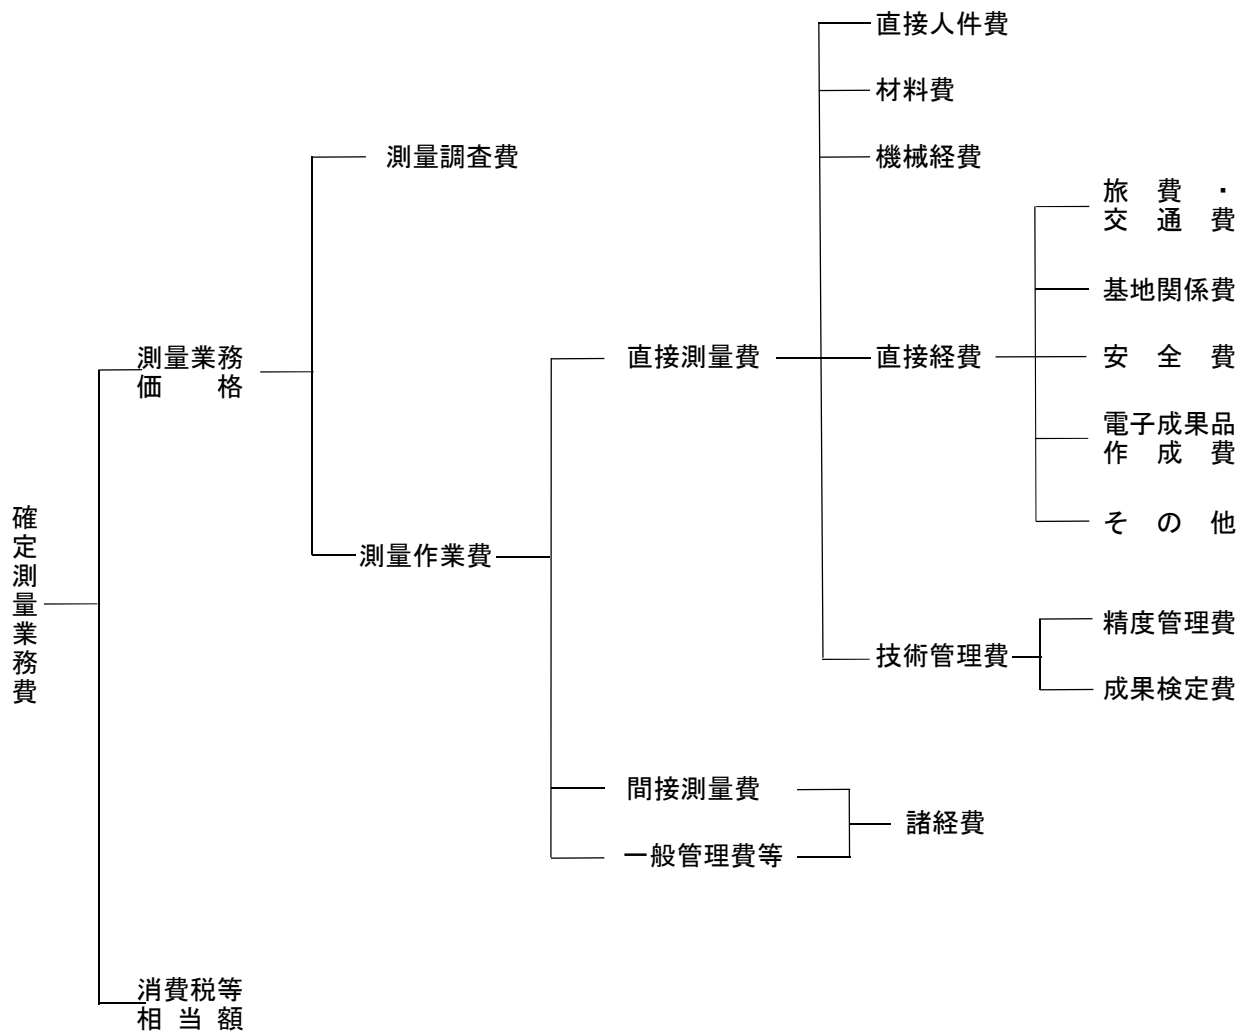 直接人件費
材料費
測量調査費
機械経費
旅費・
交通費
基地関係費
測量業務
価格
直接測量費
直接経費
安全費
電子成果品
作成費
その他
確定測量業務費
測量作業費
精度管理費
技術管理費
成果検定費
間接測量費
諸経費
一般管理費等
消費税等
相当額